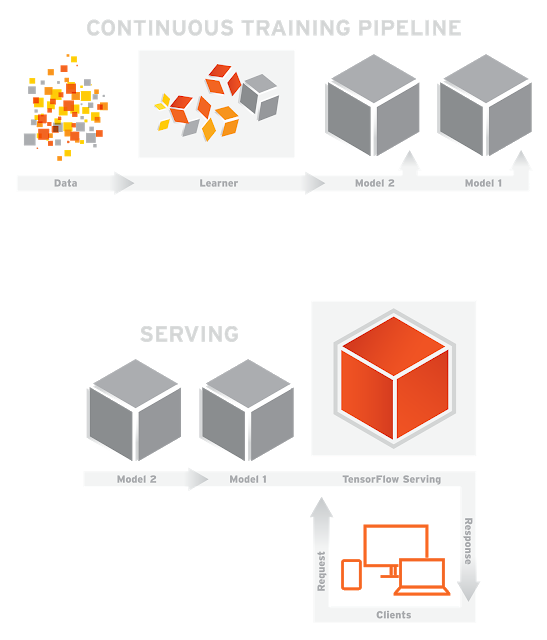 CONTINUOUS TRAINING PIPELINE
Data
Learner
Model 2
Model 1
SERVING
Model 2
Model 1
TensorFlow Serving
Request
Response
Clients